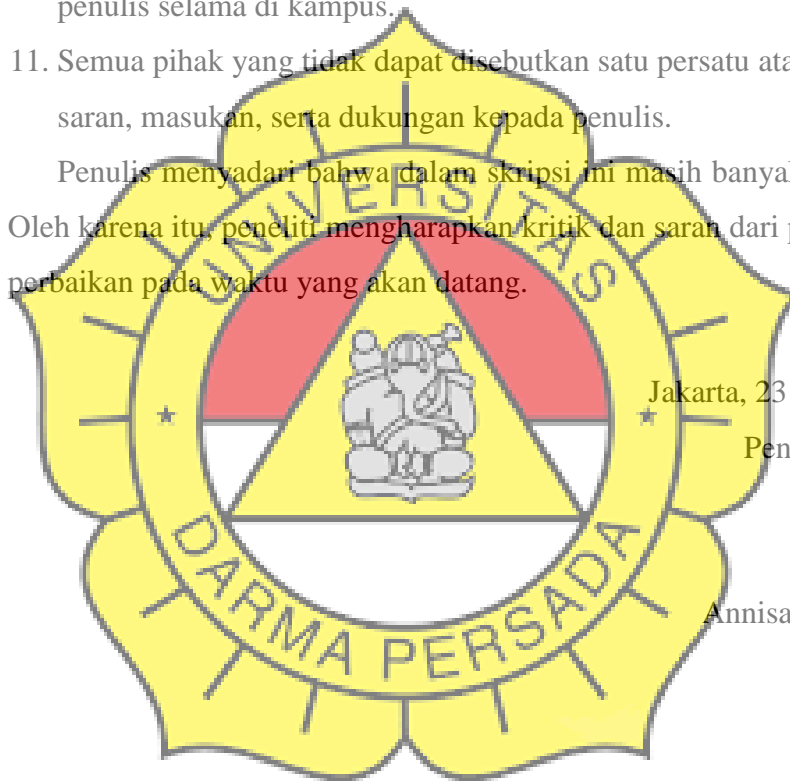 penulis selama di kampus.
11. Semua pihak yang tidak dapat disebutkan satu persatu ata
saran, masukan, serta dukungan kepada penulis.
Penulis menyadari bahwa dalam skripsi ini masih banya
Oleh karena itu, peneliti mengharapkan kritik dan saran dari p
perbaikan pada waktu yang akan datang.
Jakarta, 23
Pen
Annisa
UNIVERSITAS
DARMA PERSADA